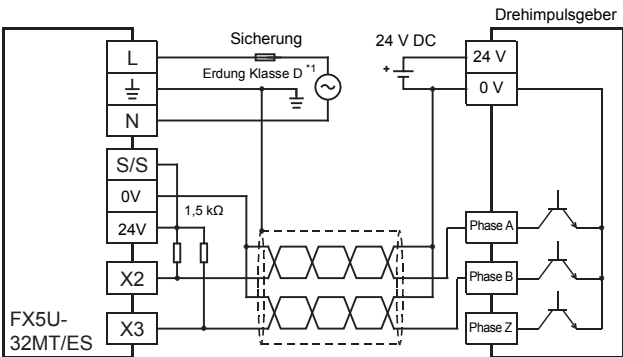 Drehimpulsgeber
Sicherung
24 V DC
L
24 V
Erdung Klasse D *1
+
0 V
N
S/S
0V
1,5 kΩ
24V
Phase A
X2
Phase B
FX5U-
32MT/ES
X3
Phase Z